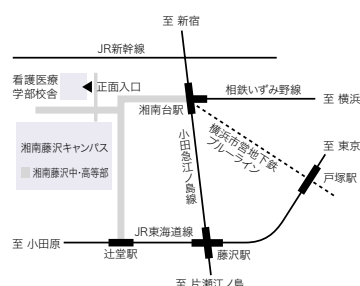 至 新宿
JR新幹線
看護医療
学部校舎
正面入口
相鉄いずみ野線
至 横浜
湘南台駅
小田急江ノ島線
横浜市営地下鉄
ブルーライン
至 東京
湘南藤沢キャンパス
湘南藤沢中・高等部
戸塚駅
JR東海道線
至 小田原
辻堂駅
藤沢駅
至 片瀬江ノ島